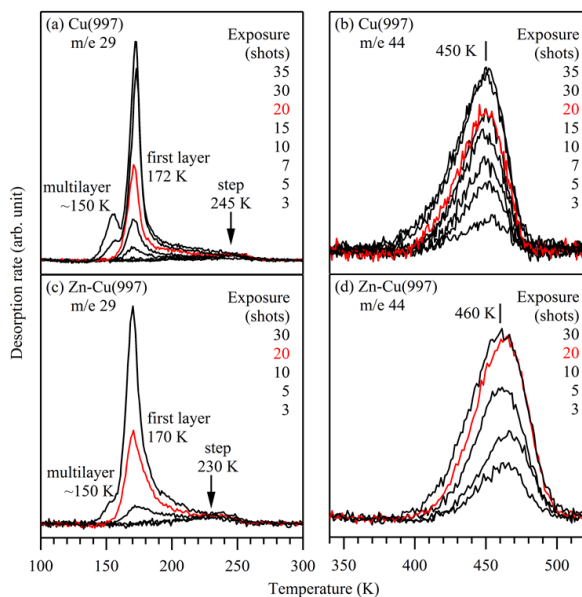 (a) Cu(997)
m/e 29
Exposure
(shots)
35
30
20
15
10
7
5
3
first layer
172 K
multilayer
~150 K
step
245 K
(b) Cu(997)
m/e 44
450 K
Exposure
(shots)
35
30
20
15
10
7
5
3
(c) Zn-Cu(997)
m/e 29
Exposure
(shots)
30
20
10
5
3
first layer
170 K
multilayer
~150 K
step
230 K
(d) Zn-Cu(997)
m/e 44
460 K
Exposure
(shots)
30
20
10
5
3
Desorption rate (arb. unit)
100 150 200 250 300
350 400 450 500
Temperature (K)